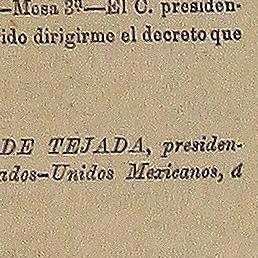 —Mesa 3ª—El C. presiden-
ido dirigirme el decreto que
DE TEJADA, presiden-
ados-Unidos Mexicanos, á